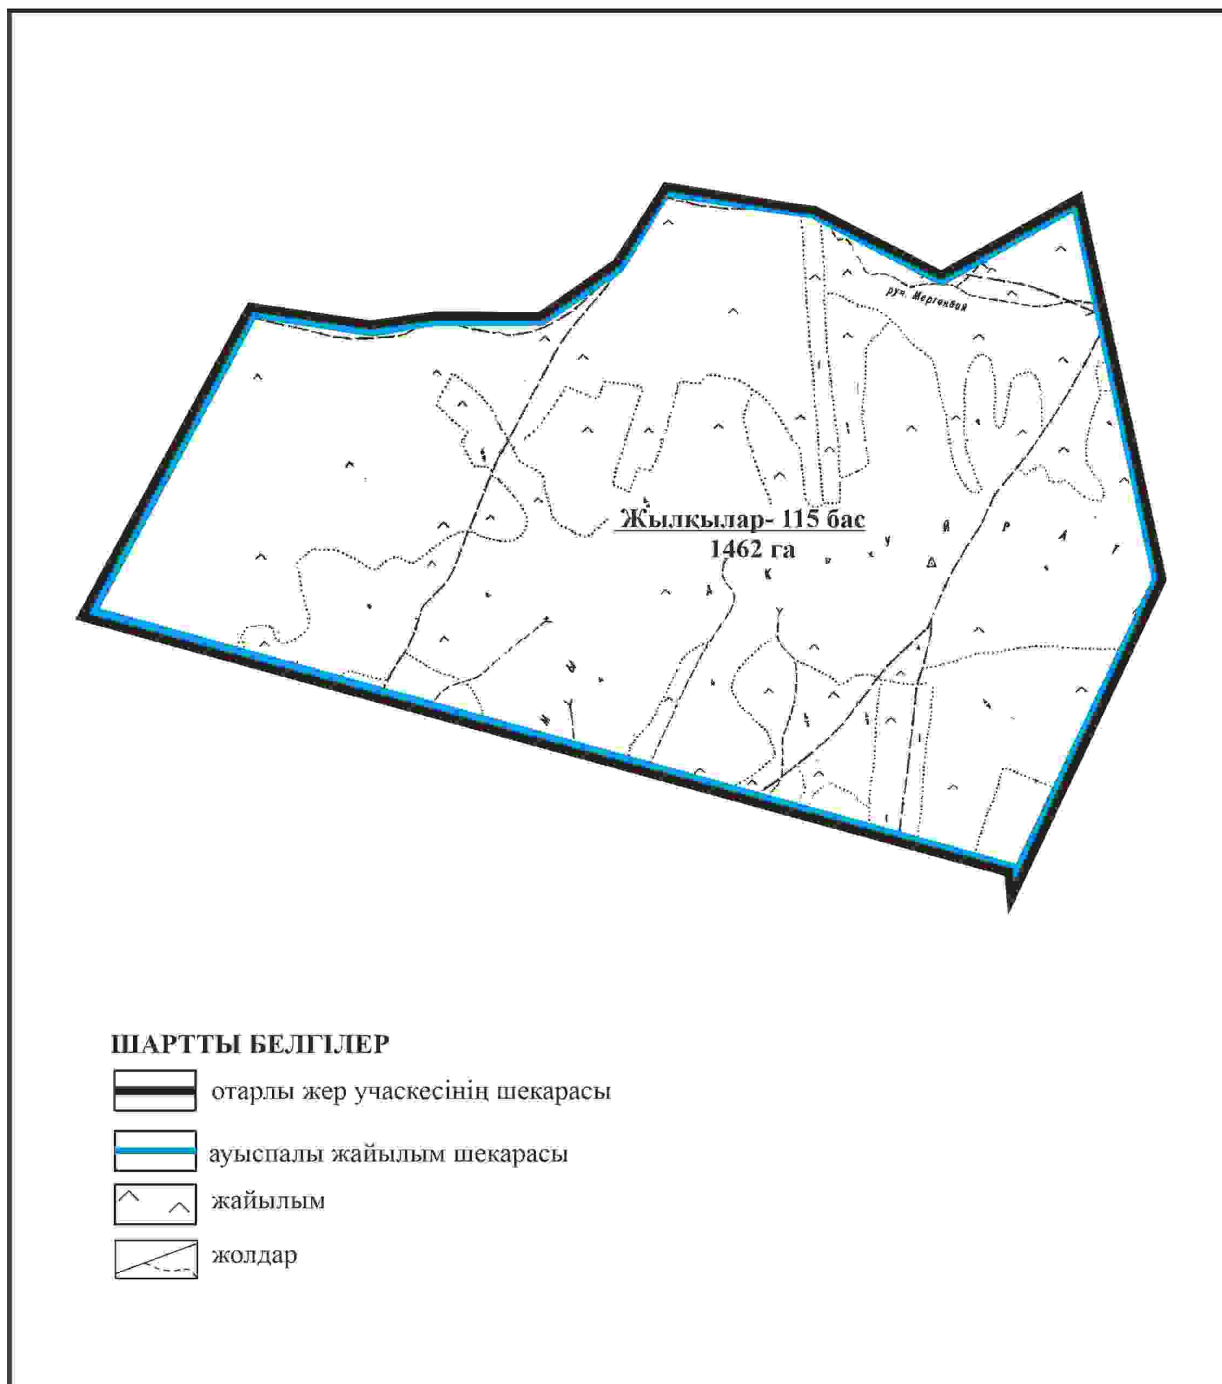 руч. Мергенбай
Жылқылар- 115 бас
1462 га
ШАРТТЫ БЕЛГІЛЕР
отарлы жер учаскесінің шекарасы
ауыспалы жайылым шекарасы
жайылым
жолдар